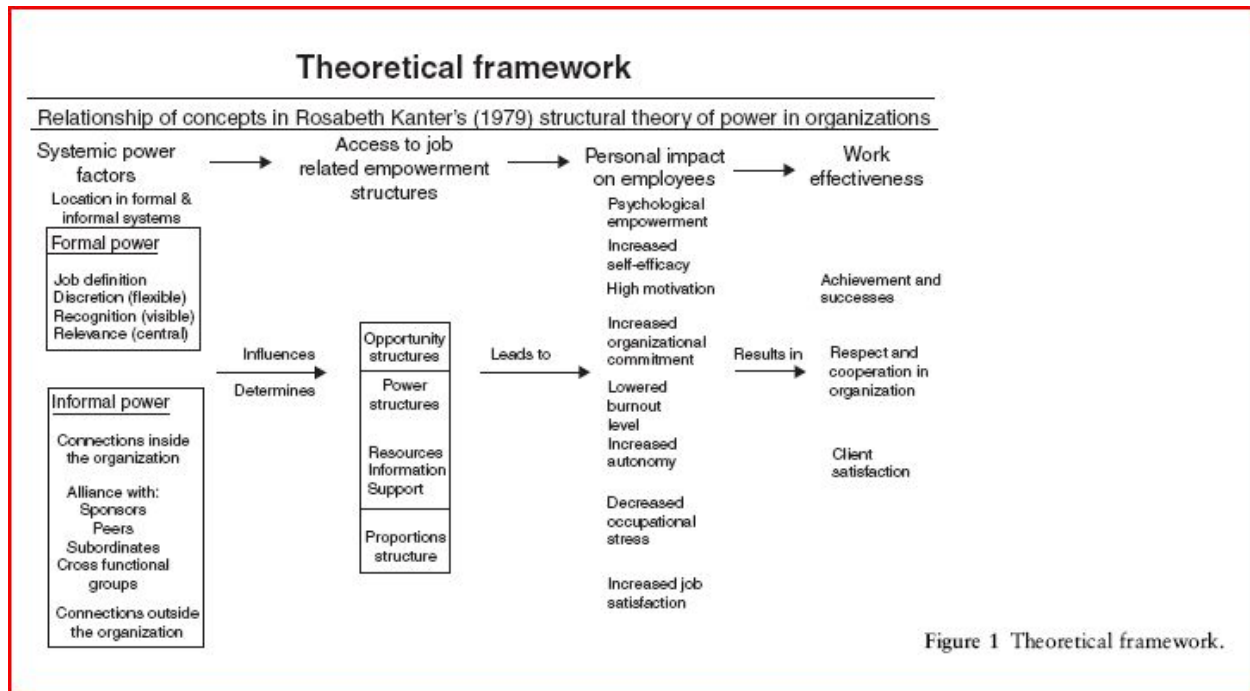 Theoretical framework
Relationship of concepts in Rosabeth Kanter's (1979) structural theory of power in organizations
Systemic power
factors
Access to job
related empowerment
structures
Personal impact
on employees
Work
effectiveness
Location in formal &
informal systems
Formal power
Job definition
Discretion (flexible)
Recognition (visible)
Relevance (central)
Informal power
Connections inside
the organization
Alliance with:
Sponsors
Peers
Subordinates
Cross functional
groups
Connections outside
the organization
Influences
Determines
Opportunity
structures
Power
structures
Resources
Information
Support
Proportions
structure
Leads to
Psychological
empowerment
Increased
self-efficacy
High motivation
Increased
organizational
commitment
Lowered
burnout
level
Increased
autonomy
Decreased
occupational
stress
Increased job
satisfaction
Results in
Achievement and
successes
Respect and
cooperation in
organization
Client
satisfaction
Figure 1 Theoretical framework.